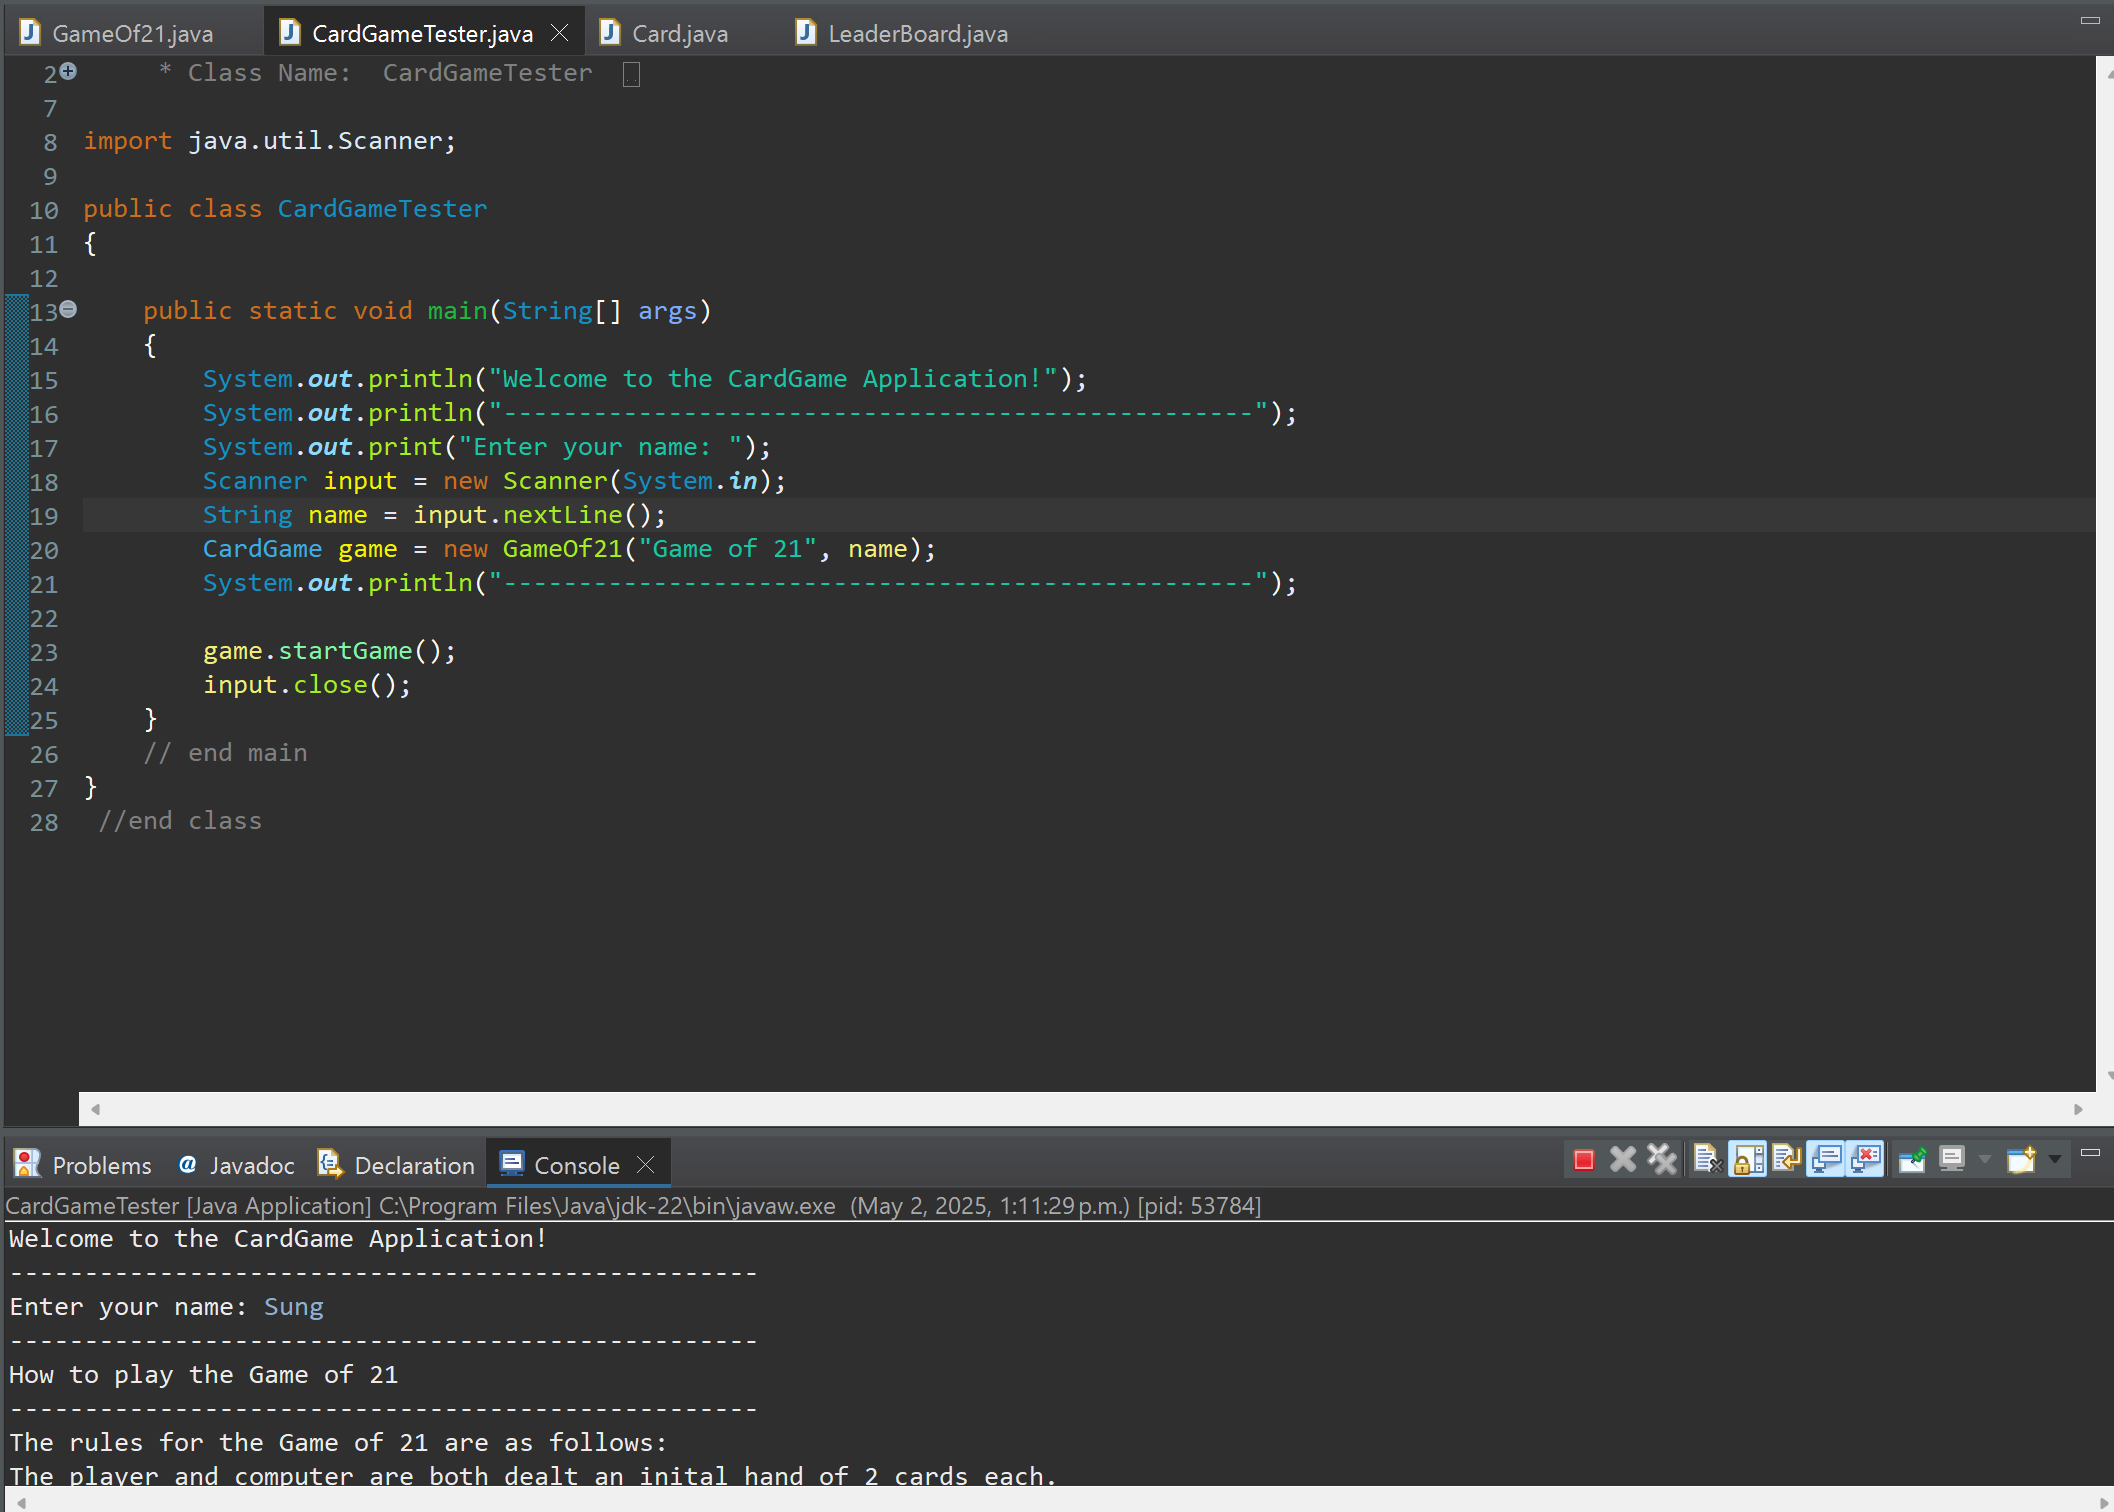 GameOf21.java CardGameTester.java Card.java LeaderBoard.java
2 * Class Name:  CardGameTester
7
8 import java.util.Scanner;
9
10 public class CardGameTester
11 {
12
13 public static void main(String[] args)
14 {
15 System.out.println("Welcome to the CardGame Application!");
16 System.out.println("--------------------------------------------------");
17 System.out.print("Enter your name: ");
18 Scanner input = new Scanner(System.in);
19 String name = input.nextLine();
20 CardGame game = new GameOf21("Game of 21", name);
21 System.out.println("--------------------------------------------------");
22
23 game.startGame();
24 input.close();
25 }
26 // end main
27 }
28 //end class
Problems @ Javadoc Declaration Console
CardGameTester [Java Application] C:\Program Files\Java\jdk-22\bin\javaw.exe (May 2, 2025, 1:11:29 p.m.) [pid: 53784]
Welcome to the CardGame Application!
--------------------------------------------------
Enter your name: Sung
--------------------------------------------------
How to play the Game of 21
--------------------------------------------------
The rules for the Game of 21 are as follows:
The player and computer are both dealt an inital hand of 2 cards each.